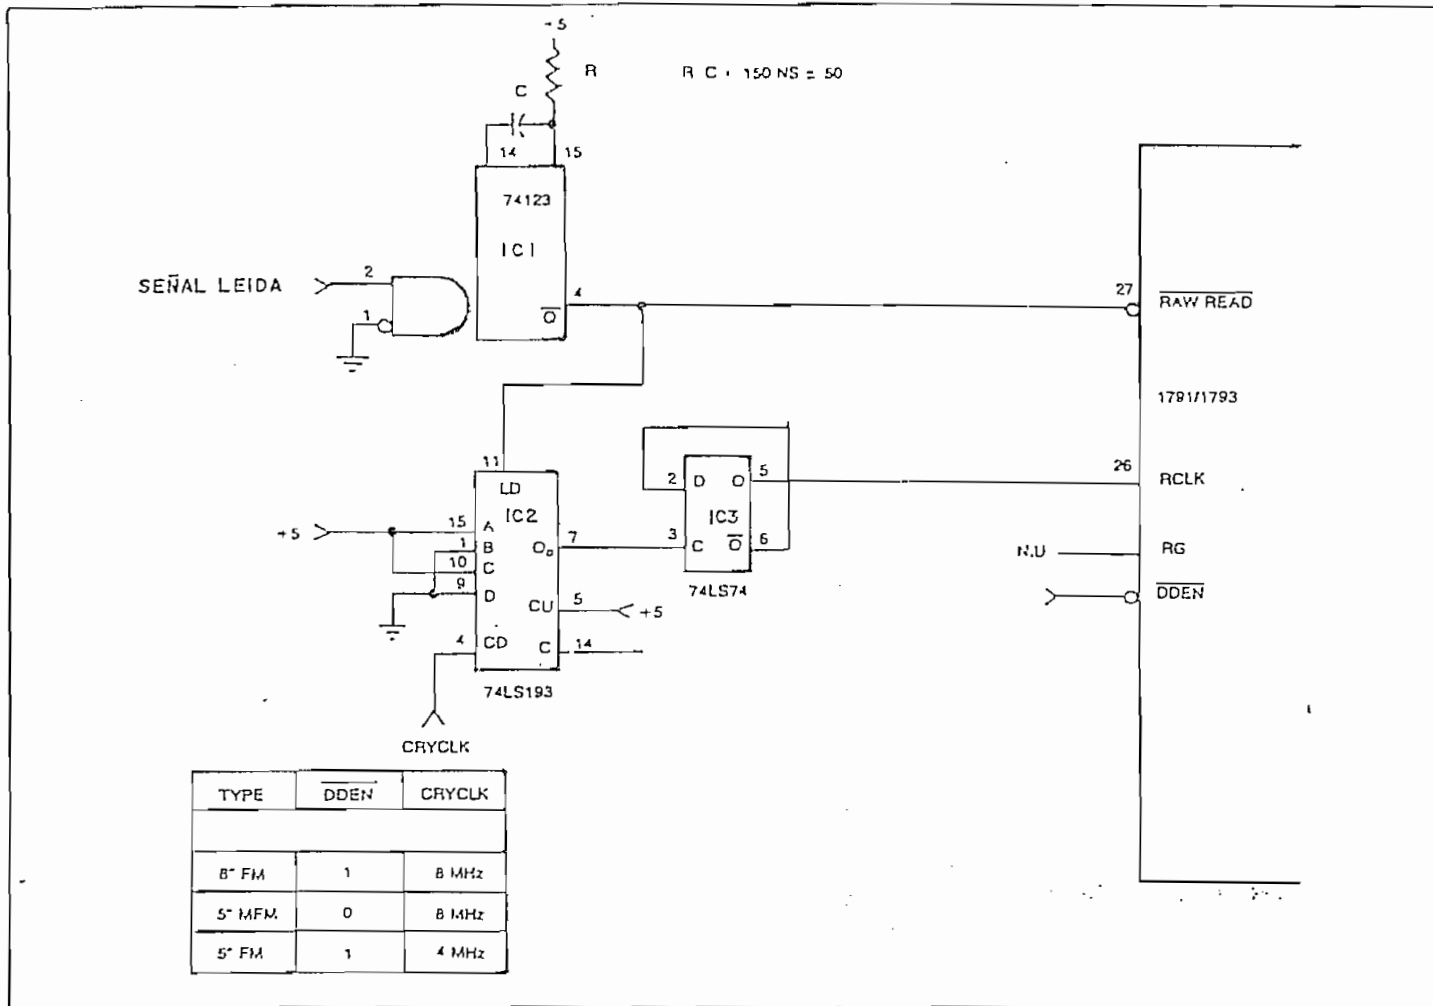 +5
R
R C + 150 NS = 50
C
14
15
74123
IC1
SEÑAL LEIDA
2
1
4
Q̅
27
RAW READ
1791/1793
11
LD
IC2
+5
15
A
1
B
10
C
9
D
QD
7
CU
5
+5
4
CD
C
14
74LS193
CRYCLK
2
D
Q
5
IC3
3
C
Q̅
6
74LS74
26
RCLK
N.U
RG
DDEN
TYPE DDEN CRYCLK
8" FM 1 8 MHz
5" MFM 0 8 MHz
5" FM 1 4 MHz